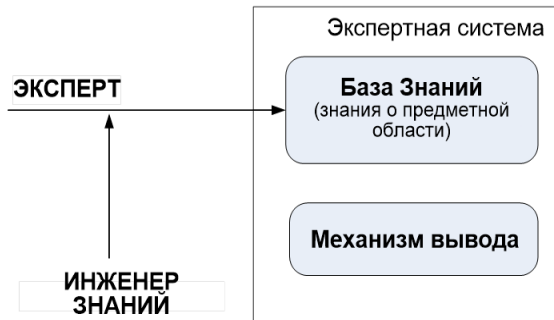 Экспертная система
ЭКСПЕРТ
База Знаний
(знания о предметной
области)
Механизм вывода
ИНЖЕНЕР
ЗНАНИЙ